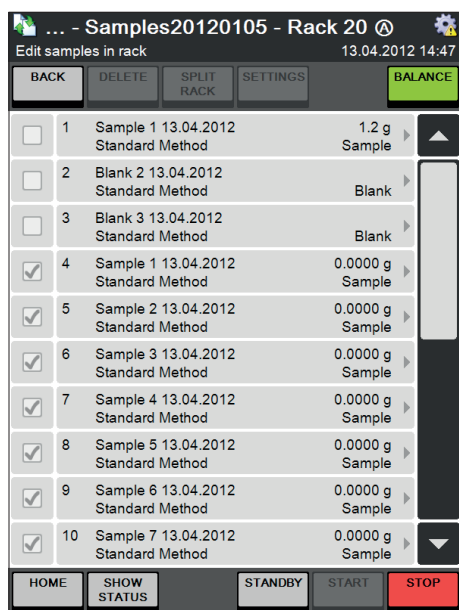 ... - Samples20120105 - Rack 20 Ⓐ
Edit samples in rack 13.04.2012 14:47
BACK DELETE SPLIT RACK SETTINGS BALANCE
1 Sample 1 13.04.2012 1.2 g
Standard Method Sample
2 Blank 2 13.04.2012
Standard Method Blank
3 Blank 3 13.04.2012
Standard Method Blank
4 Sample 1 13.04.2012 0.0000 g
Standard Method Sample
5 Sample 2 13.04.2012 0.0000 g
Standard Method Sample
6 Sample 3 13.04.2012 0.0000 g
Standard Method Sample
7 Sample 4 13.04.2012 0.0000 g
Standard Method Sample
8 Sample 5 13.04.2012 0.0000 g
Standard Method Sample
9 Sample 6 13.04.2012 0.0000 g
Standard Method Sample
10 Sample 7 13.04.2012 0.0000 g
Standard Method Sample
HOME SHOW STATUS STANDBY START STOP